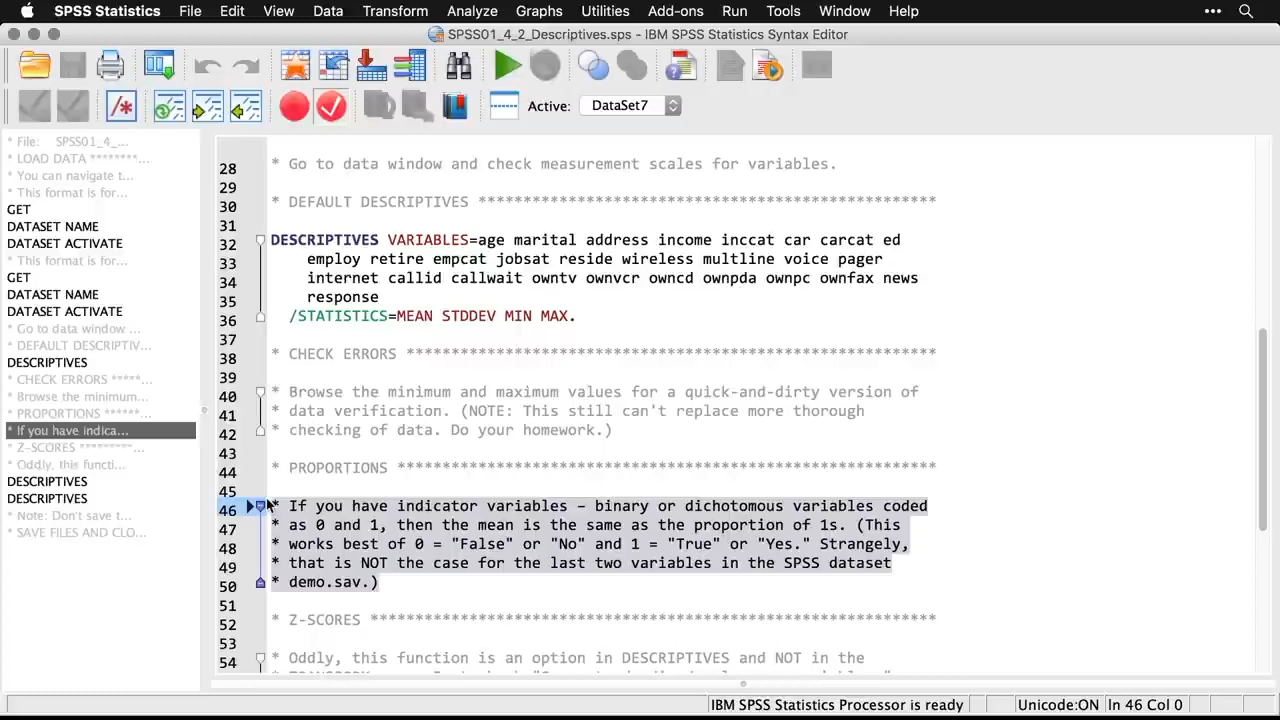 SPSS Statistics File Edit View Data Transform Analyze Graphs Utilities Add-ons Run Tools Window Help
SPSS01_4_2_Descriptives.sps - IBM SPSS Statistics Syntax Editor
Active: DataSet7
* File: SPSS01_4_...
* LOAD DATA ********...
* You can navigate t...
* This format is for...
GET
DATASET NAME
DATASET ACTIVATE
* This format is for...
GET
DATASET NAME
DATASET ACTIVATE
* Go to data window ...
* DEFAULT DESCRIPTIV...
DESCRIPTIVES
* CHECK ERRORS *****...
* Browse the minimum...
* PROPORTIONS ******...
* If you have indica...
* Z-SCORES *********...
* Oddly, this functi...
DESCRIPTIVES
DESCRIPTIVES
* Note: Don't save t...
* SAVE FILES AND CLO...
28 * Go to data window and check measurement scales for variables.
29
30 * DEFAULT DESCRIPTIVES ***************************************************
31
32 DESCRIPTIVES VARIABLES=age marital address income inccat car carcat ed
33 employ retire empcat jobsat reside wireless multline voice pager
34 internet callid callwait owntv ownvcr owncd ownpda ownpc ownfax news
35 response
36 /STATISTICS=MEAN STDDEV MIN MAX.
37
38 * CHECK ERRORS ***********************************************************
39
40 * Browse the minimum and maximum values for a quick-and-dirty version of
41 * data verification. (NOTE: This still can't replace more thorough
42 * checking of data. Do your homework.)
43
44 * PROPORTIONS ************************************************************
45
46 * If you have indicator variables – binary or dichotomous variables coded
47 * as 0 and 1, then the mean is the same as the proportion of 1s. (This
48 * works best of 0 = "False" or "No" and 1 = "True" or "Yes." Strangely,
49 * that is NOT the case for the last two variables in the SPSS dataset
50 * demo.sav.)
51
52 * Z-SCORES ***************************************************************
53
54 * Oddly, this function is an option in DESCRIPTIVES and NOT in the
IBM SPSS Statistics Processor is ready Unicode:ON In 46 Col 0